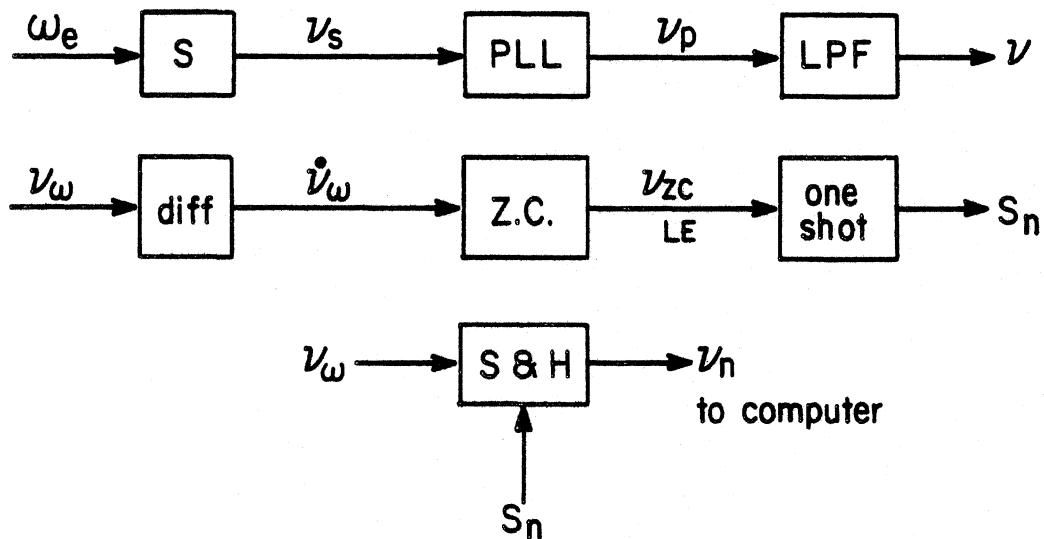 ωe S νs PLL νp LPF ν
νω diff ν̇ω Z.C. νZC LE one shot Sn
νω S & H νn
to computer
Sn